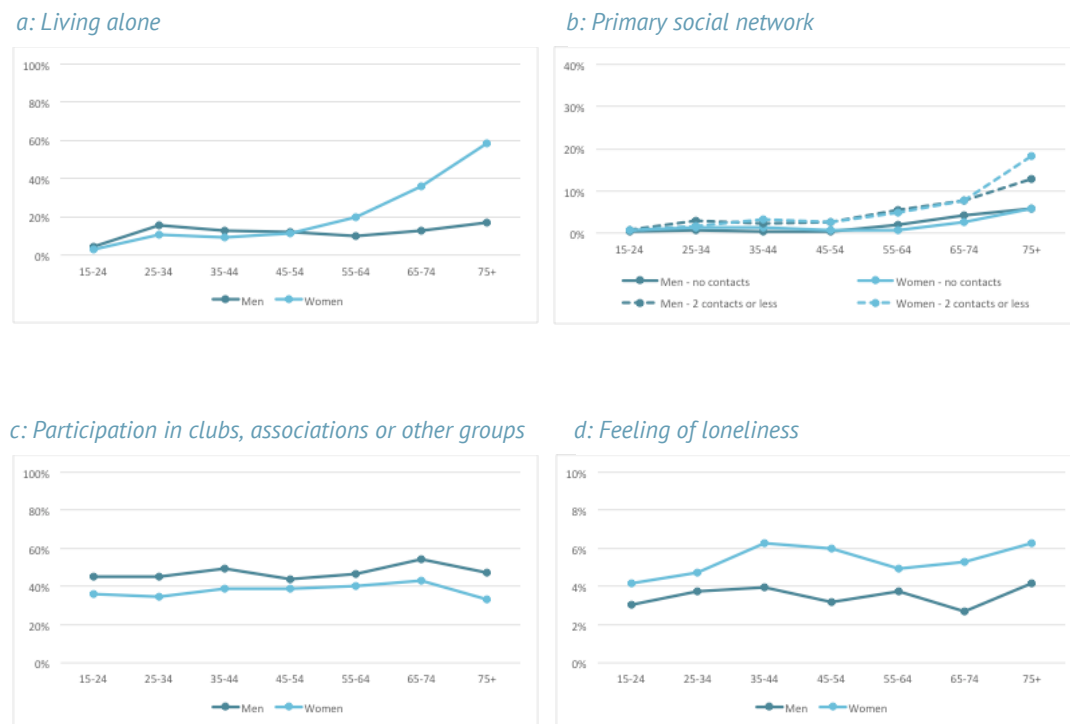 a: Living alone
100%
80%
60%
40%
20%
0%
15-24 25-34 35-44 45-54 55-64 65-74 75+
Men Women
b: Primary social network
40%
30%
20%
10%
0%
15-24 25-34 35-44 45-54 55-64 65-74 75+
Men - no contacts Women - no contacts
Men - 2 contacts or less Women - 2 contacts or less
c: Participation in clubs, associations or other groups
100%
80%
60%
40%
20%
0%
15-24 25-34 35-44 45-54 55-64 65-74 75+
Men Women
d: Feeling of loneliness
10%
8%
6%
4%
2%
0%
15-24 25-34 35-44 45-54 55-64 65-74 75+
Men Women